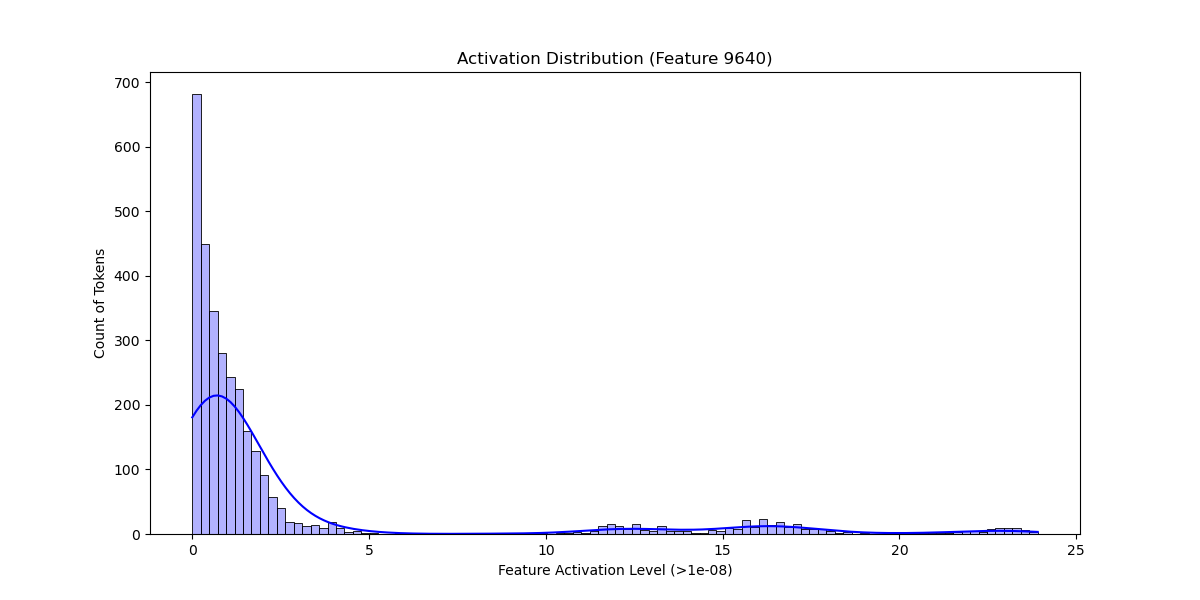 Activation Distribution (Feature 9640)
700
600
500
400
300
200
100
0
Count of Tokens
0 5 10 15 20 25
Feature Activation Level (>1e-08)